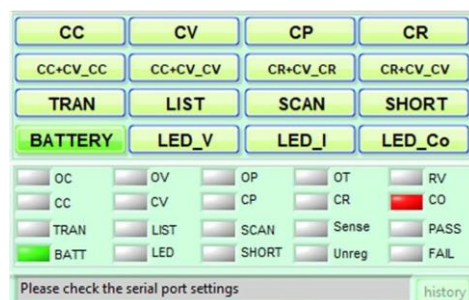 CC CV CP CR
CC+CV_CC CC+CV_CV CR+CV_CR CR+CV_CV
TRAN LIST SCAN SHORT
BATTERY LED_V LED_I LED_Co
OC OV OP OT RV
CC CV CP CR CO
TRAN LIST SCAN Sense PASS
BATT LED SHORT Unreg FAIL
Please check the serial port settings history